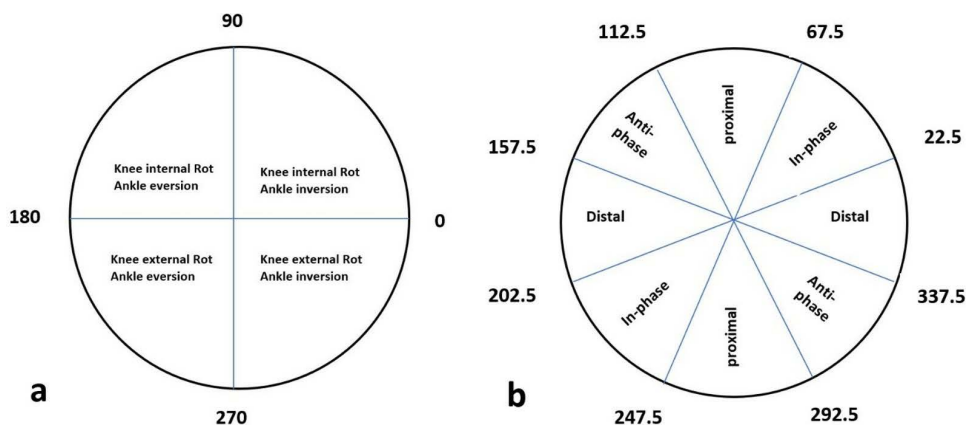 90
Knee internal Rot
Ankle eversion
Knee internal Rot
Ankle inversion
180
0
Knee external Rot
Ankle eversion
Knee external Rot
Ankle inversion
270
a
112.5
67.5
proximal
Anti-
phase
In-phase
157.5
22.5
Distal
Distal
202.5
337.5
In-phase
proximal
Anti-
phase
247.5
292.5
b